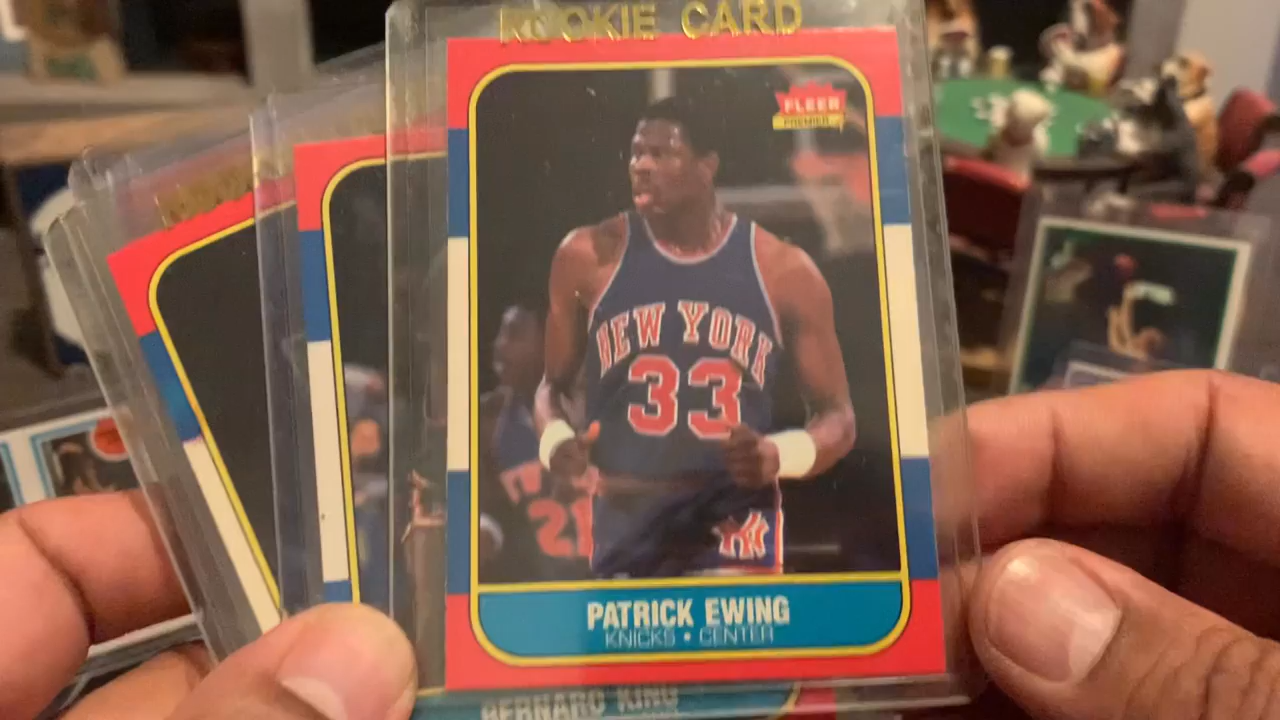 ROOKIE CARD
FLEER
PREMIER
NEW YORK
33
21
NY
PATRICK EWING
KNICKS • CENTER
BERNARD KING